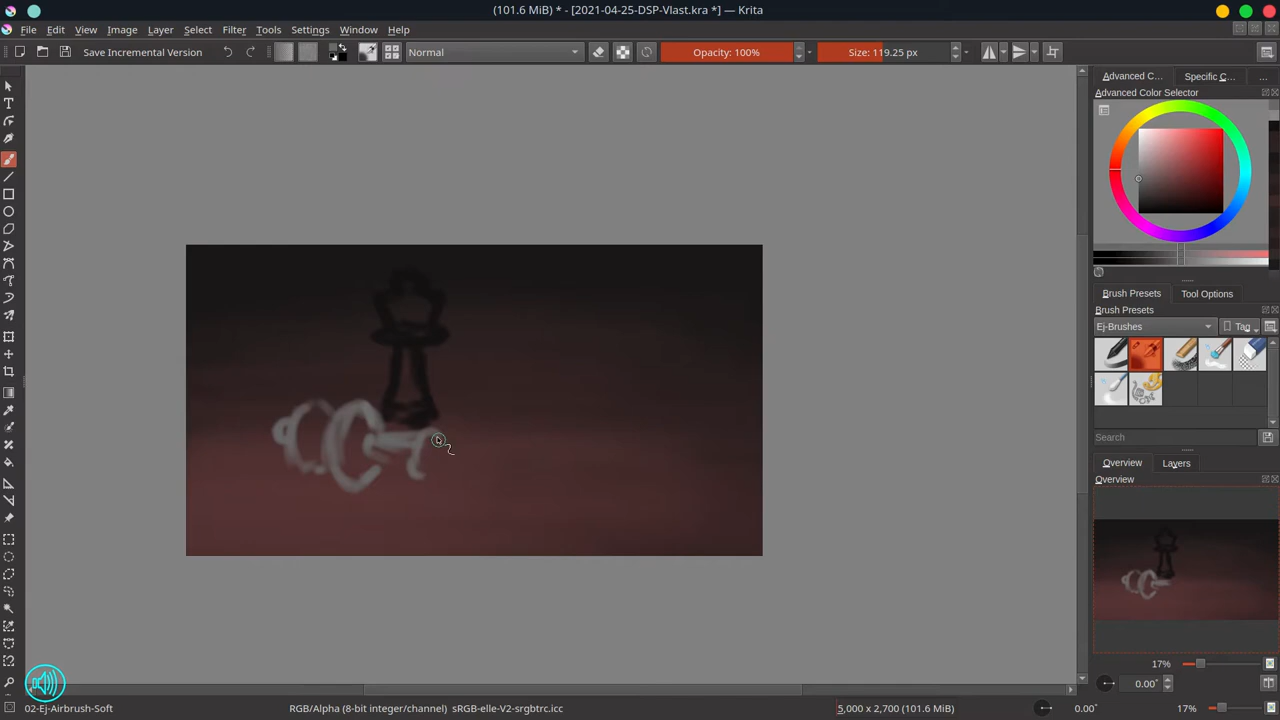 (101.6 MiB) * - [2021-04-25-DSP-Vlast.kra *] — Krita
File Edit View Image Layer Select Filter Tools Settings Window Help
Save Incremental Version Normal Opacity: 100% Size: 119.25 px
Advanced C... Specific C... ...
Advanced Color Selector
Brush Presets Tool Options
Brush Presets
Ej-Brushes Tag
Search
Overview Layers
Overview
17%
0.00°
02-Ej-Airbrush-Soft RGB/Alpha (8-bit integer/channel) sRGB-elle-V2-srgbtrc.icc 5,000 x 2,700 (101.6 MiB) 0.00° 17%